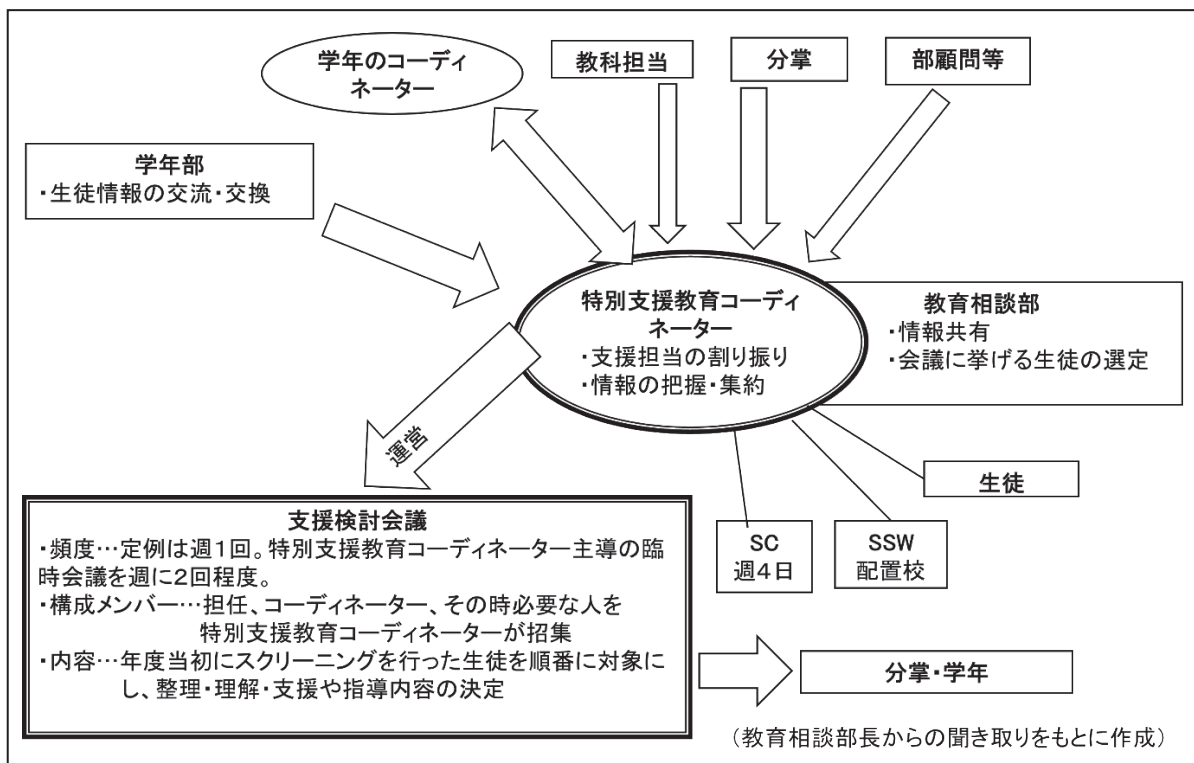 学年のコーディ
ネーター
教科担当
分掌
部顧問等
学年部
・生徒情報の交流・交換
特別支援教育コーディ
ネーター
・支援担当の割り振り
・情報の把握・集約
教育相談部
・情報共有
・会議に挙げる生徒の選定
運営
生徒
SC
週4日
SSW
配置校
支援検討会議
・頻度…定例は週1回。特別支援教育コーディネーター主導の臨
時会議を週に2回程度。
・構成メンバー…担任、コーディネーター、その時必要な人を
特別支援教育コーディネーターが招集
・内容…年度当初にスクリーニングを行った生徒を順番に対象に
し、整理・理解・支援や指導内容の決定
分掌・学年
（教育相談部長からの聞き取りをもとに作成）